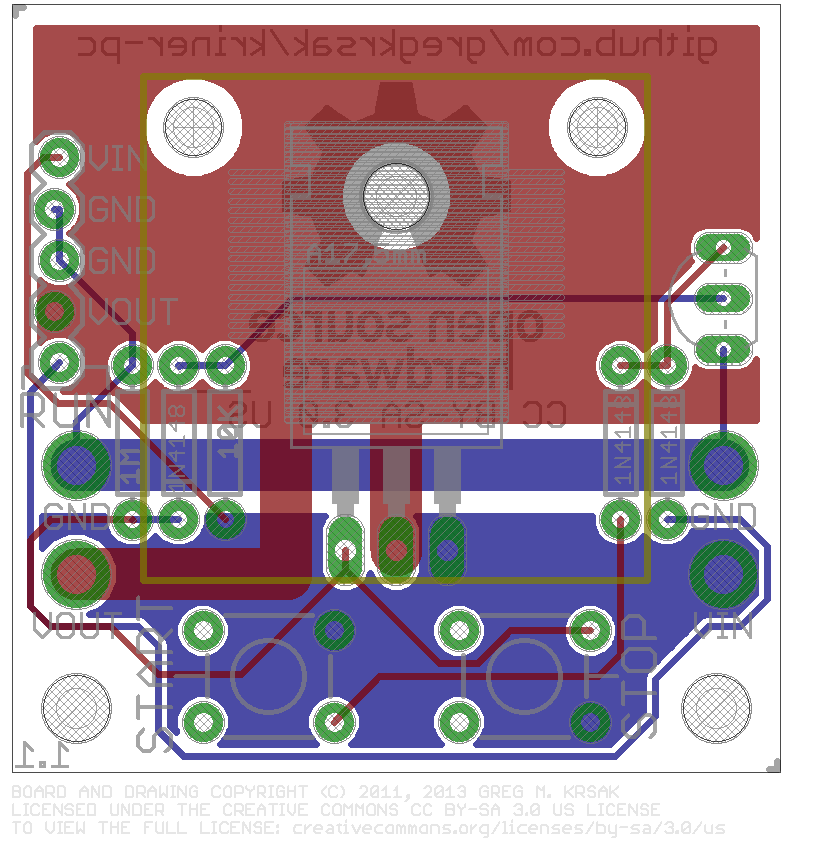 github.com/gregkrsak/kriner-pc
VIN
GND
GND
A17,5mm
VOUT
open source
hardware
RUN
CC BY-SA 3.0 US
1M
1N4148
10K
1N4148
1N4148
GND
GND
VOUT
VIN
START
STOP
1.1
BOARD AND DRAWING COPYRIGHT (C) 2011, 2013 GREG M. KRSAK
LICENSED UNDER THE CREATIVE COMMONS CC BY-SA 3.0 US LICENSE
TO VIEW THE FULL LICENSE: creativecommons.org/licenses/by-sa/3.0/us